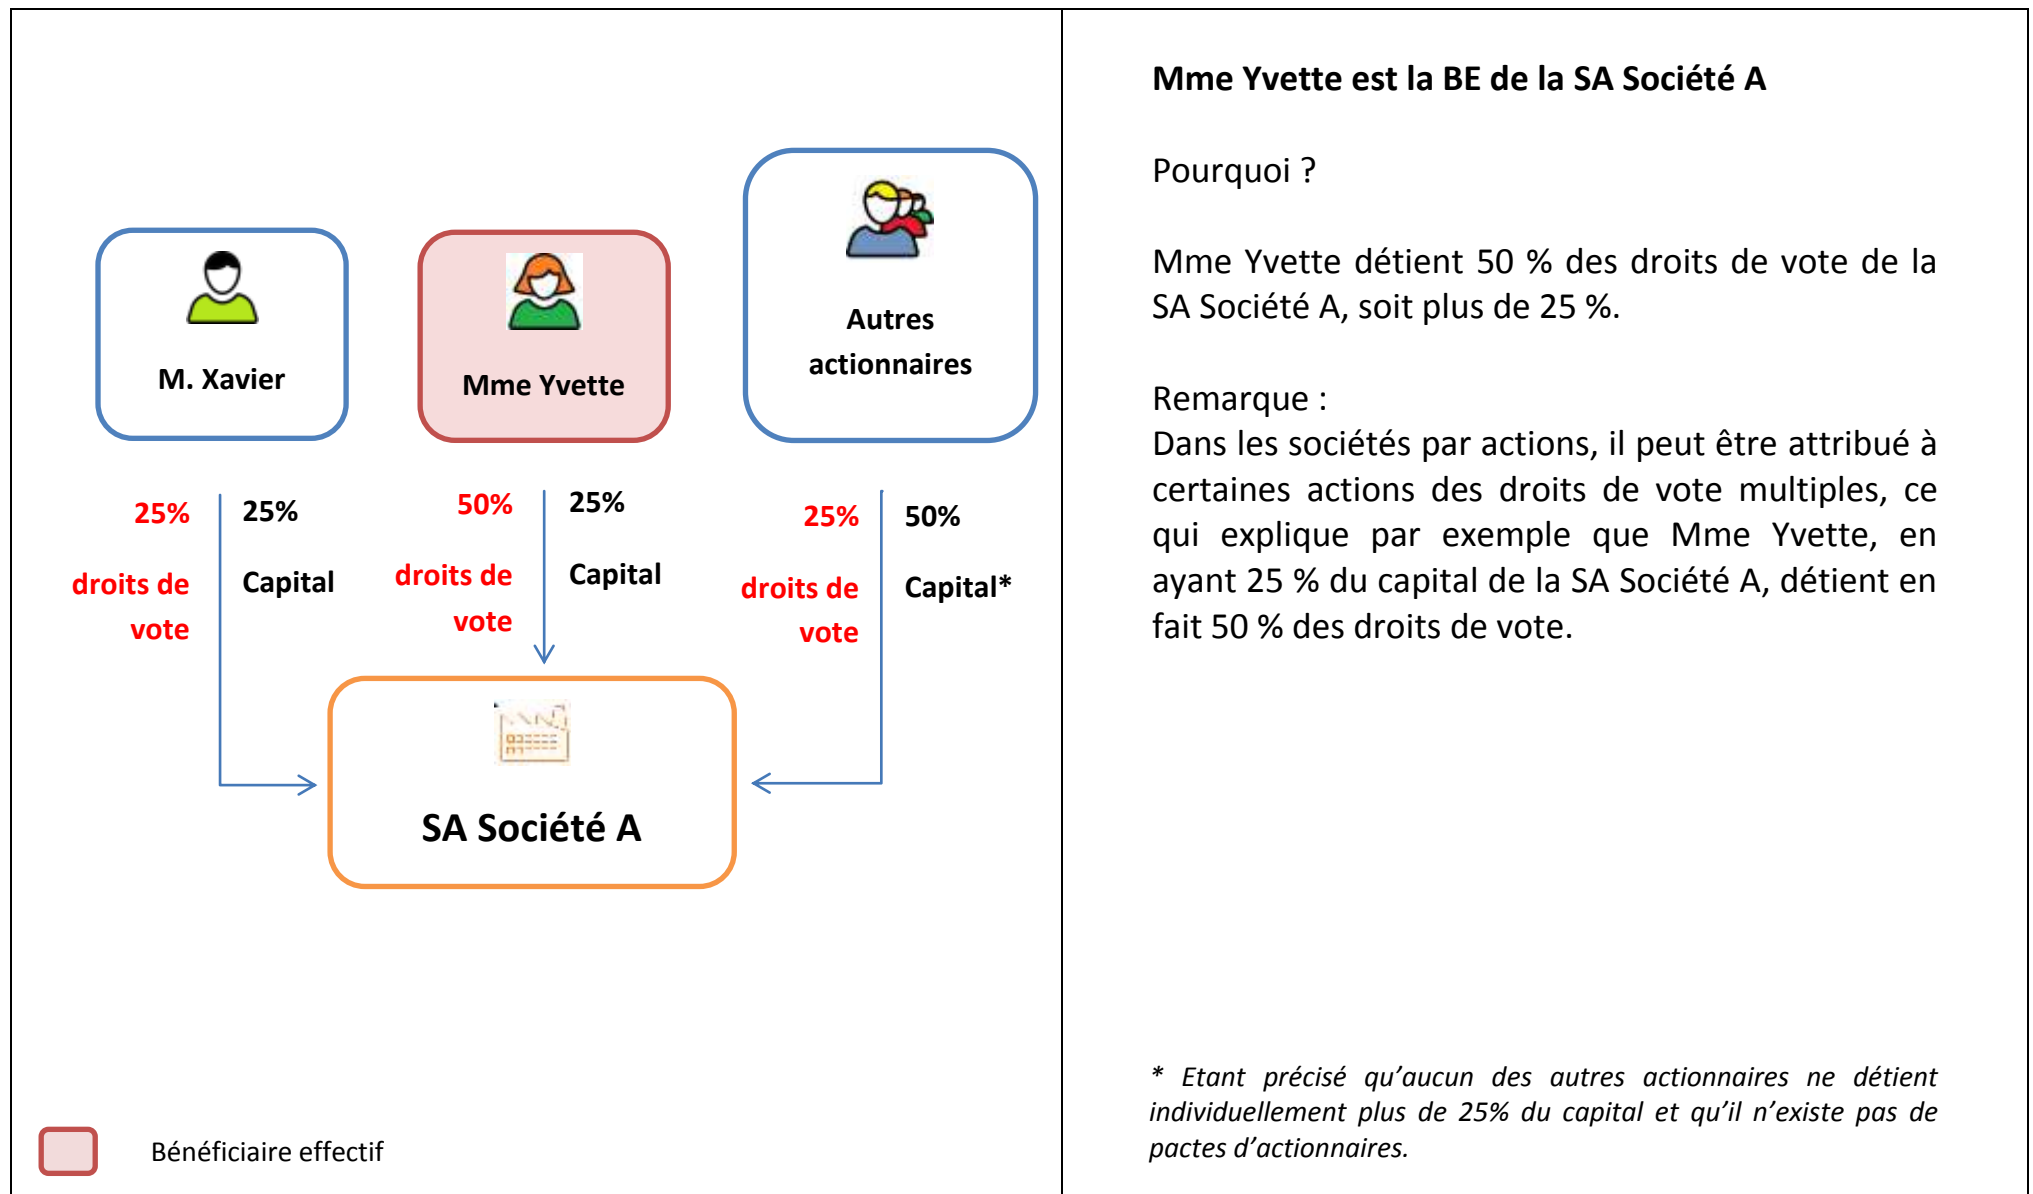 M. Xavier
Mme Yvette
Autres
actionnaires
25%
droits de
vote
25%
Capital
50%
droits de
vote
25%
Capital
25%
droits de
vote
50%
Capital*
SA Société A
Bénéficiaire effectif
Mme Yvette est la BE de la SA Société A
Pourquoi ?
Mme Yvette détient 50 % des droits de vote de la
SA Société A, soit plus de 25 %.
Remarque :
Dans les sociétés par actions, il peut être attribué à
certaines actions des droits de vote multiples, ce
qui explique par exemple que Mme Yvette, en
ayant 25 % du capital de la SA Société A, détient en
fait 50 % des droits de vote.
* Etant précisé qu’aucun des autres actionnaires ne détient
individuellement plus de 25% du capital et qu’il n’existe pas de
pactes d’actionnaires.